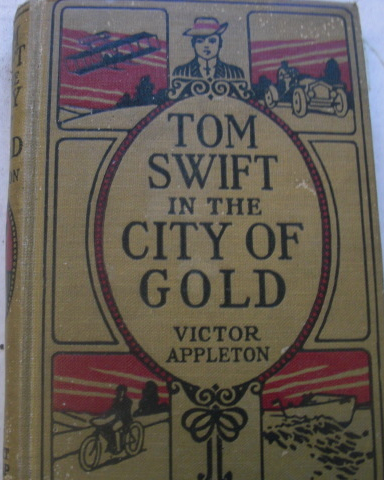 TOM
SWIFT
IN THE
CITY OF
GOLD
VICTOR
APPLETON